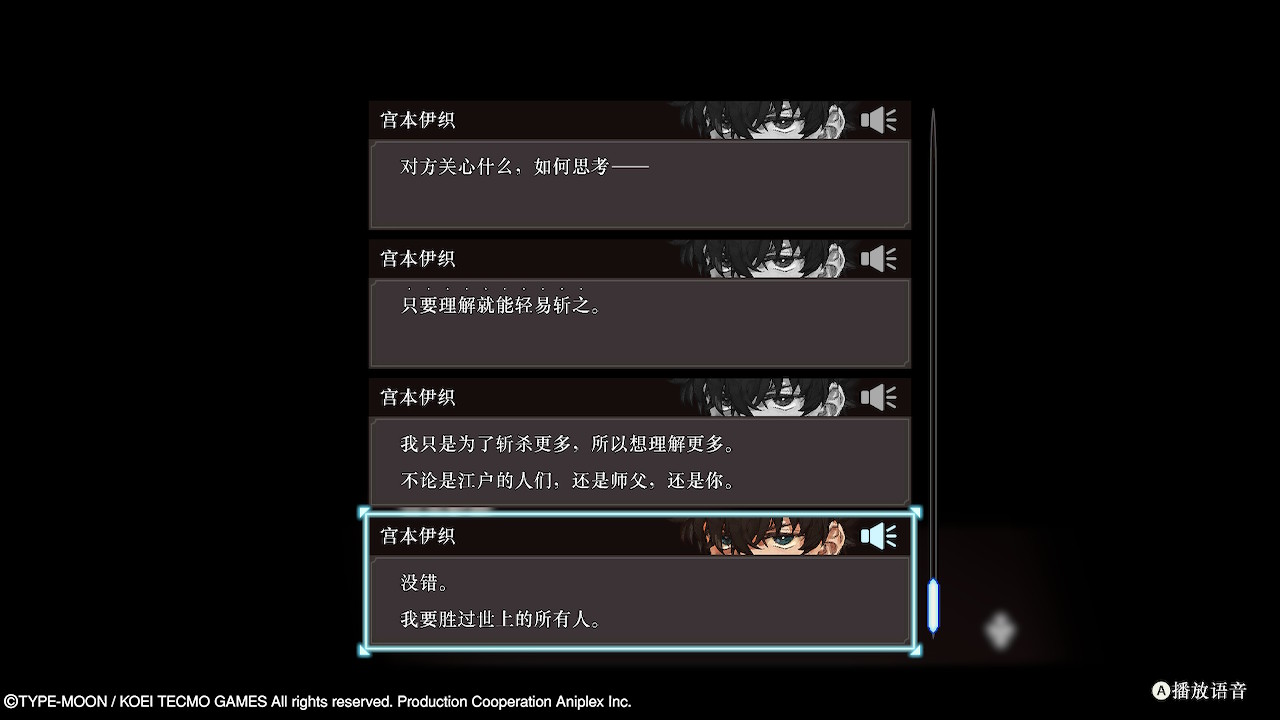 宫本伊织
对方关心什么，如何思考——
宫本伊织
只要理解就能轻易斩之。
宫本伊织
我只是为了斩杀更多，所以想理解更多。
不论是江户的人们，还是师父，还是你。
宫本伊织
没错。
我要胜过世上的所有人。
Ⓐ播放语音
©TYPE-MOON / KOEI TECMO GAMES All rights reserved. Production Cooperation Aniplex Inc.